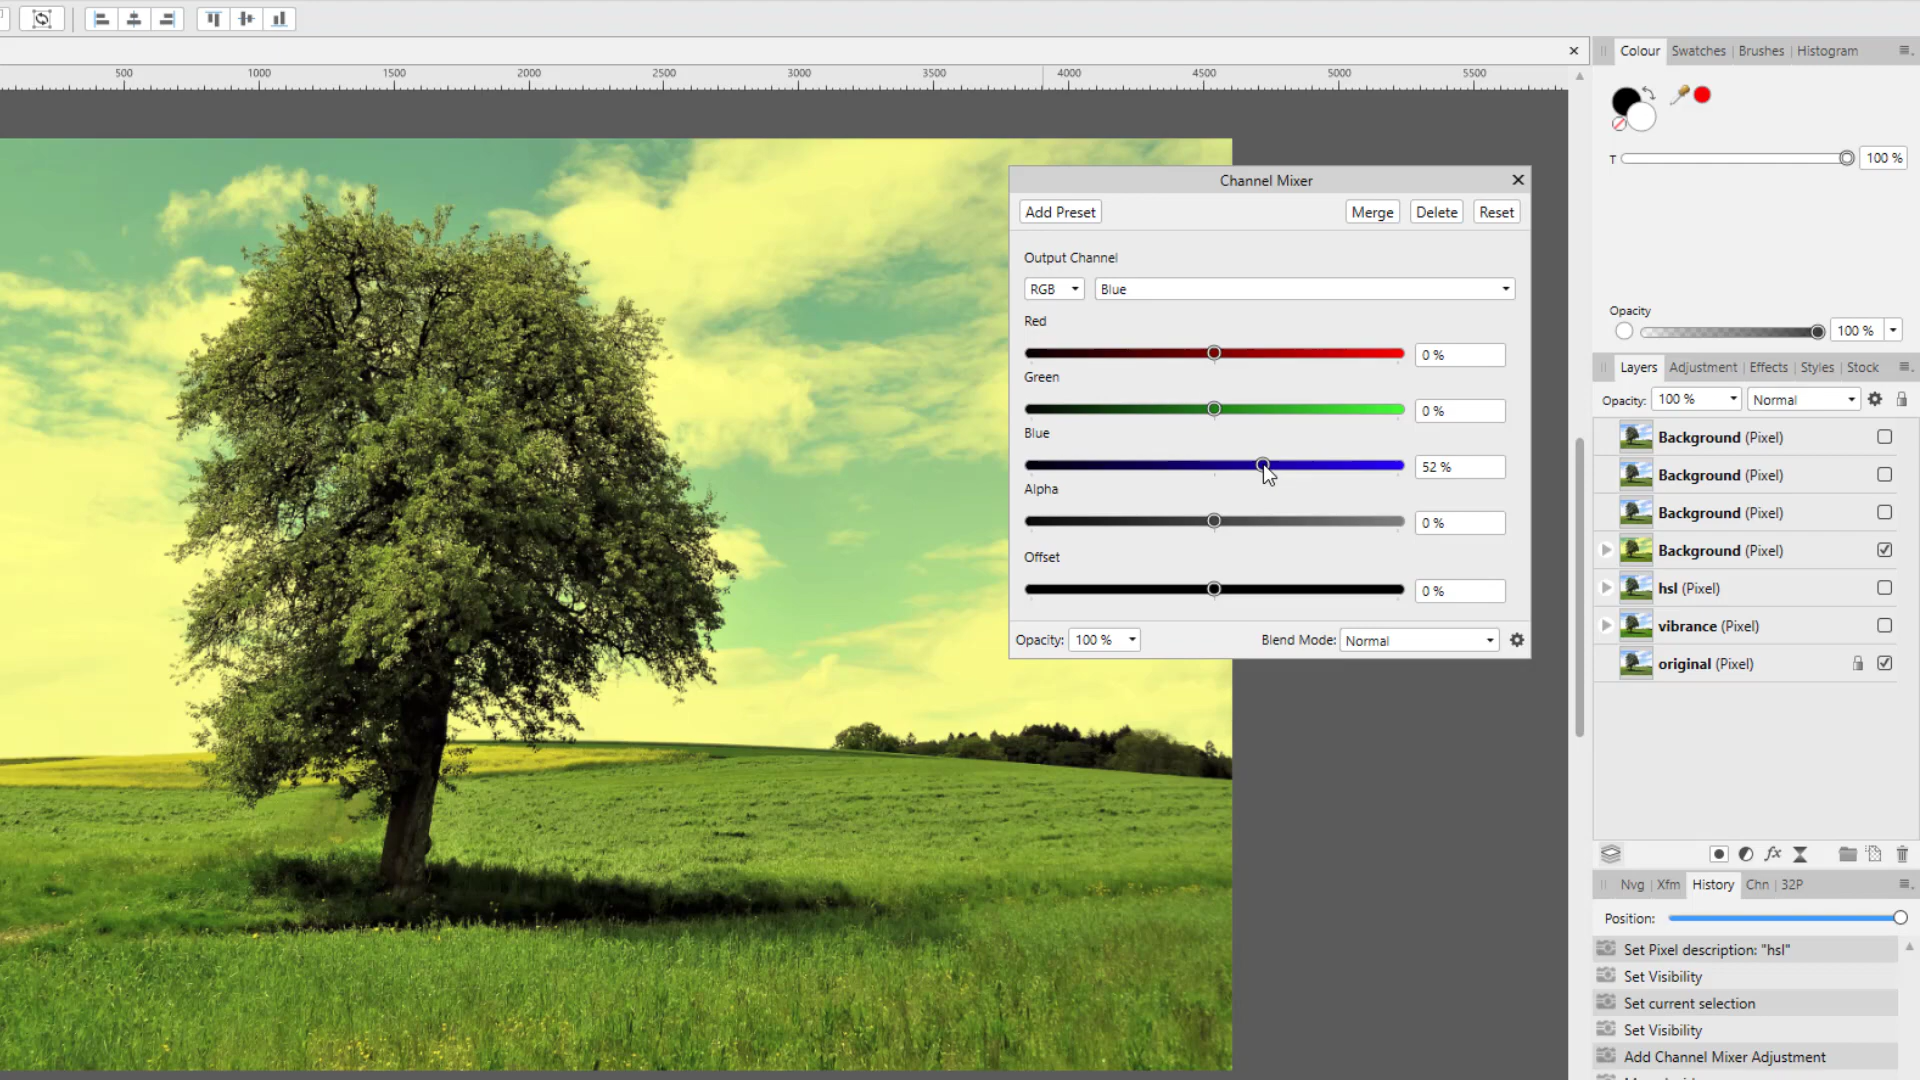 Colour Swatches Brushes Histogram
500 1000 1500 2000 2500 3000 3500 4000 4500 5000 5500
T 100 %
Channel Mixer
Add Preset Merge Delete Reset
Output Channel
RGB Blue
Red
0 %
Green
0 %
Blue
52 %
Alpha
0 %
Offset
0 %
Opacity: 100 % Blend Mode: Normal
Opacity
100 %
Layers Adjustment Effects Styles Stock
Opacity: 100 % Normal
Background (Pixel)
Background (Pixel)
Background (Pixel)
Background (Pixel)
hsl (Pixel)
vibrance (Pixel)
original (Pixel)
fx
Nvg Xfm History Chn 32P
Position:
Set Pixel description: "hsl"
Set Visibility
Set current selection
Set Visibility
Add Channel Mixer Adjustment